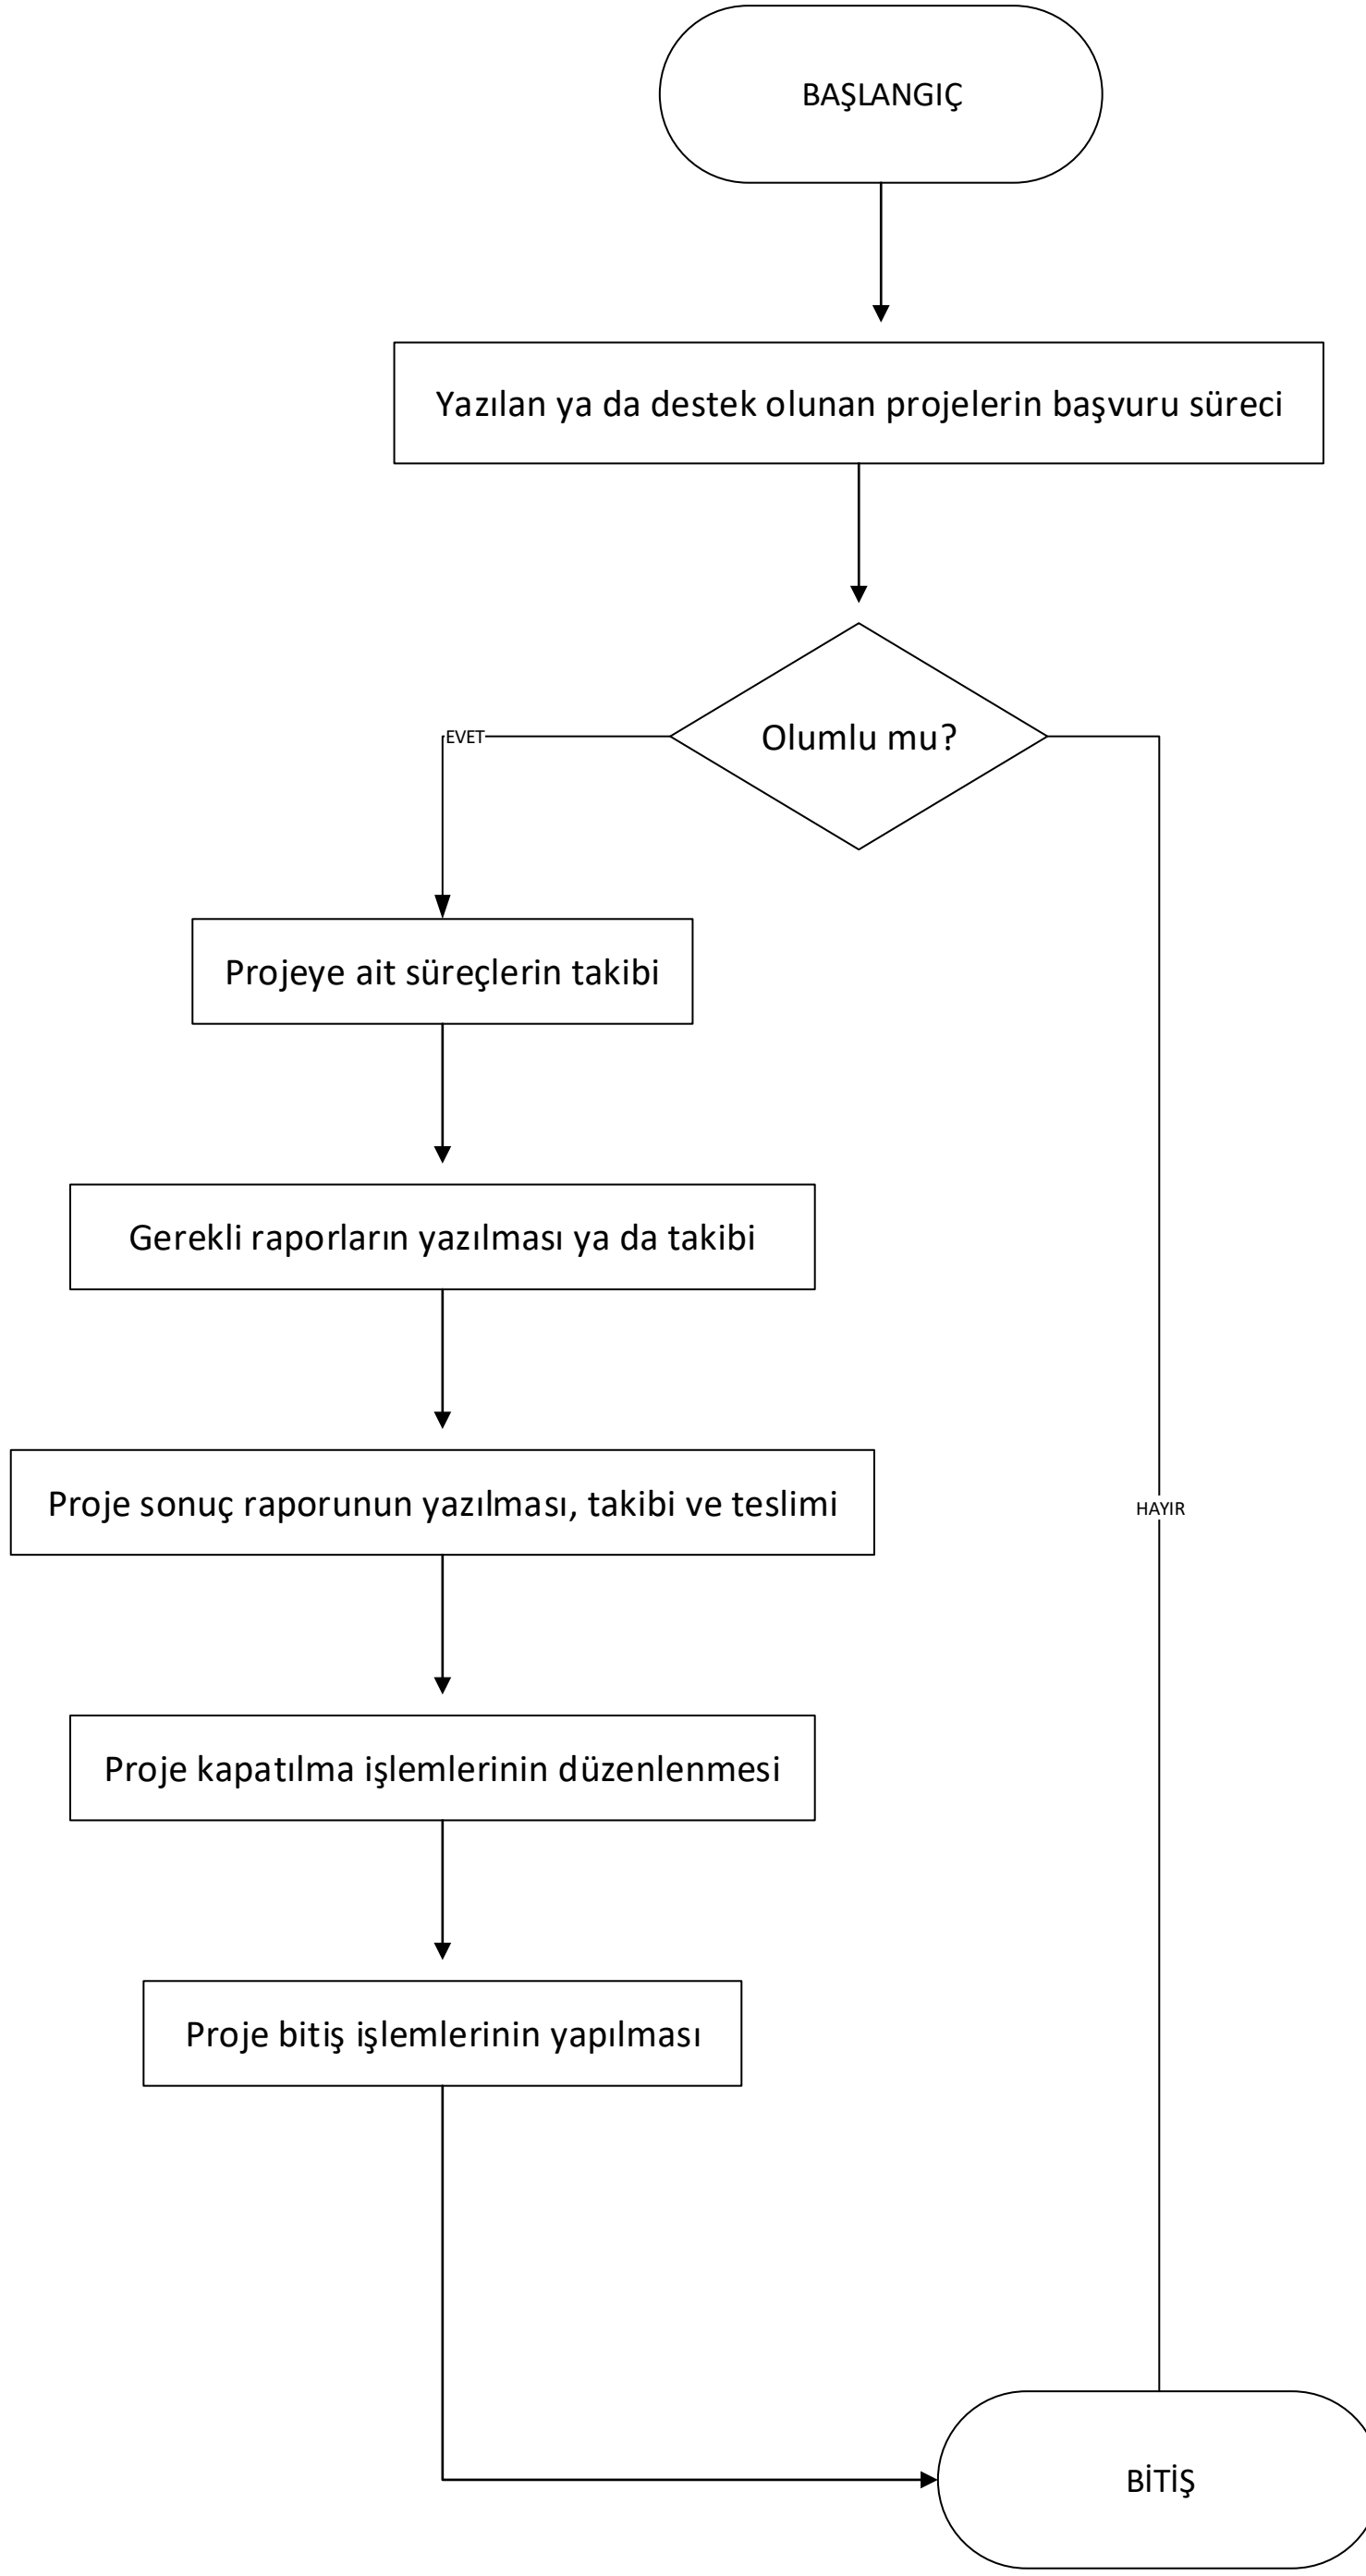 BAŞLANGIÇ
Yazılan ya da destek olunan projelerin başvuru süreci
Olumlu mu?
EVET
Projeye ait süreçlerin takibi
Gerekli raporların yazılması ya da takibi
Proje sonuç raporunun yazılması, takibi ve teslimi
HAYIR
Proje kapatılma işlemlerinin düzenlenmesi
Proje bitiş işlemlerinin yapılması
BİTİŞ